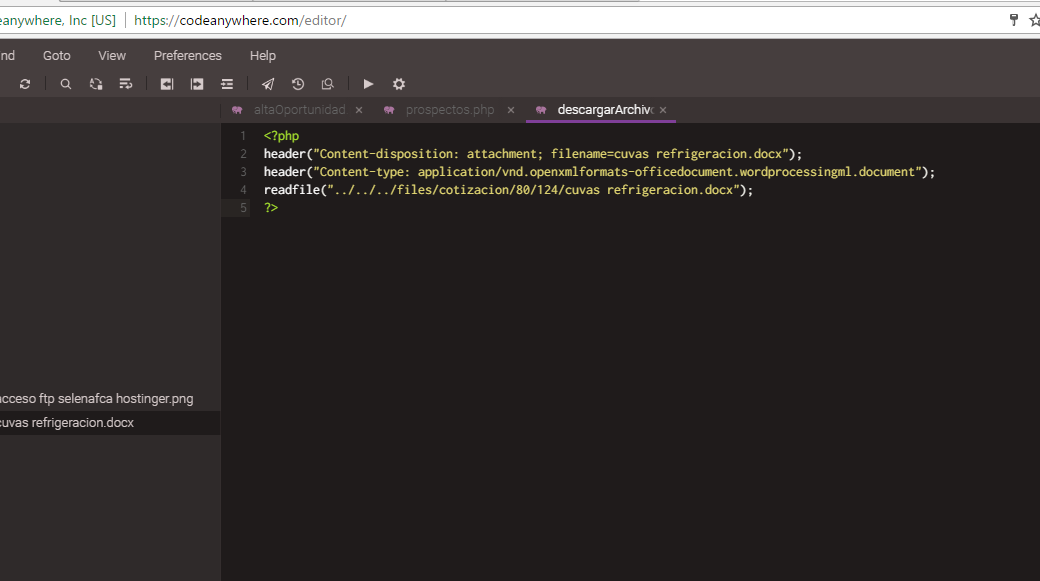 eanywhere, Inc [US] https://codeanywhere.com/editor/
nd Goto View Preferences Help
altaOportunidad × prospectos.php × descargarArchivo ×
1 <?php
2 header("Content-disposition: attachment; filename=cuvas refrigeracion.docx");
3 header("Content-type: application/vnd.openxmlformats-officedocument.wordprocessingml.document");
4 readfile("../../../files/cotizacion/80/124/cuvas refrigeracion.docx");
5 ?>
acceso ftp selenafca hostinger.png
cuvas refrigeracion.docx